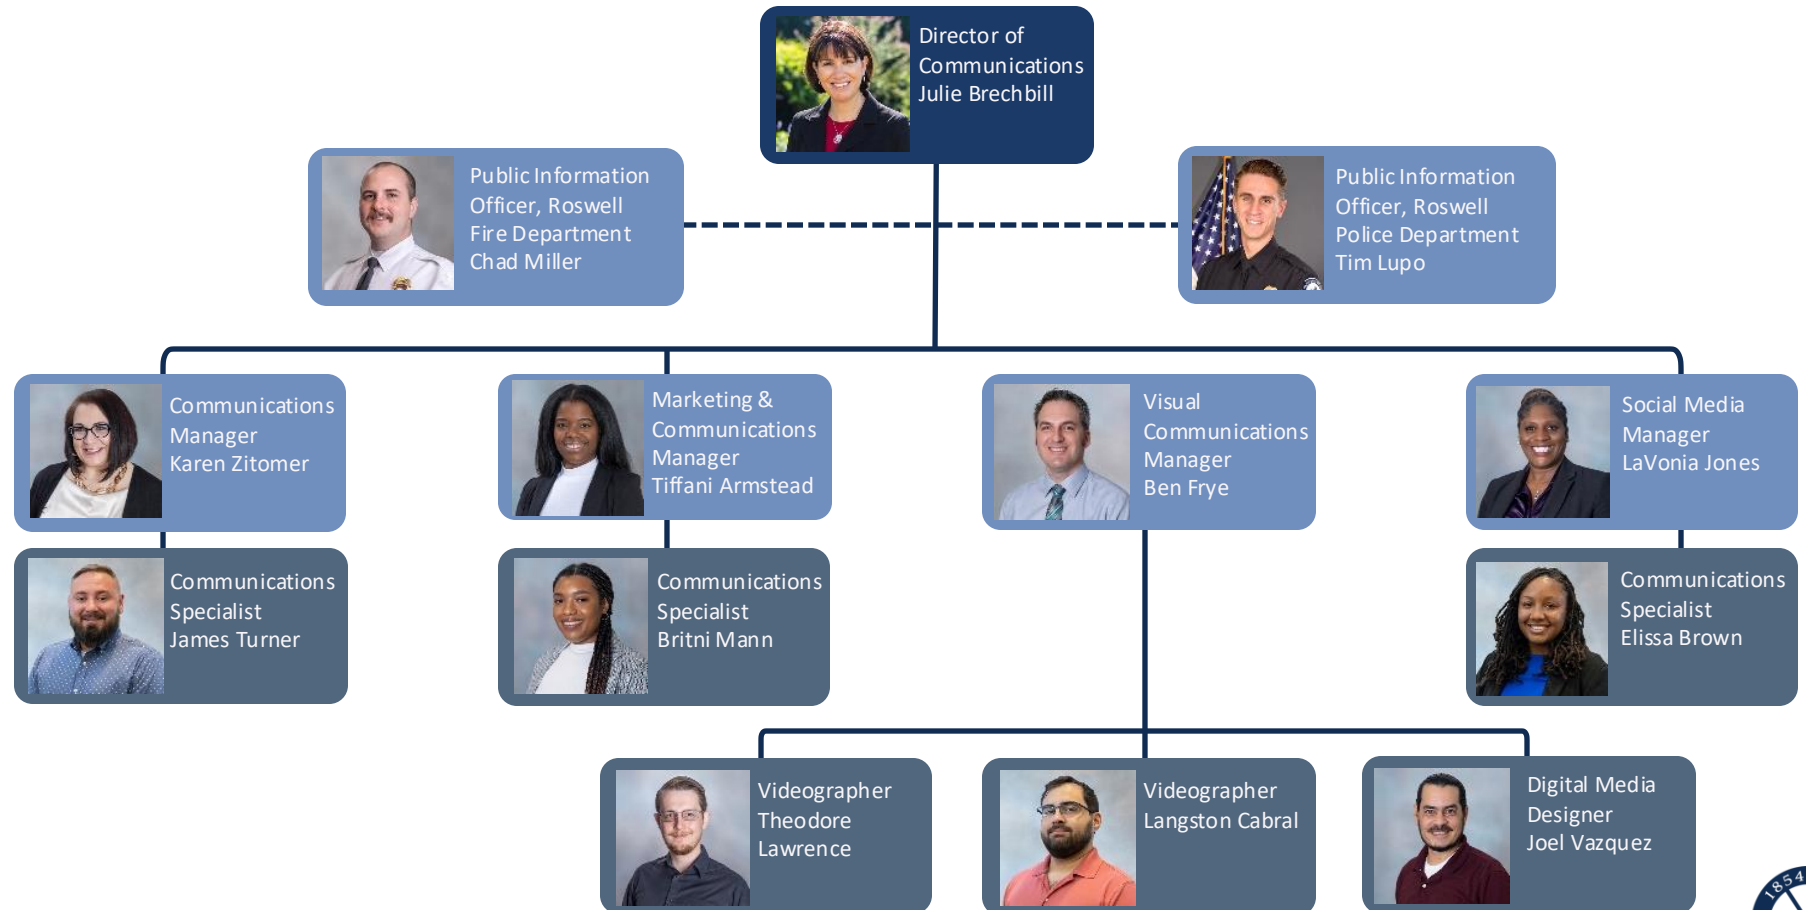 Director of
Communications
Julie Brechbill
Public Information
Officer, Roswell
Fire Department
Chad Miller
Public Information
Officer, Roswell
Police Department
Tim Lupo
Communications
Manager
Karen Zitomer
Marketing &
Communications
Manager
Tiffani Armstead
Visual
Communications
Manager
Ben Frye
Social Media
Manager
LaVonia Jones
Communications
Specialist
James Turner
Communications
Specialist
Britni Mann
Communications
Specialist
Elissa Brown
Videographer
Theodore
Lawrence
Videographer
Langston Cabral
Digital Media
Designer
Joel Vazquez
1854